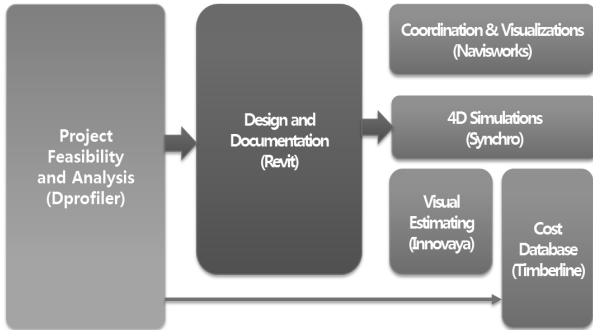 Project
Feasibility
and Analysis
(Dprofiler)
Design and
Documentation
(Revit)
Coordination & Visualizations
(Navisworks)
4D Simulations
(Synchro)
Visual
Estimating
(Innovaya)
Cost
Database
(Timberline)